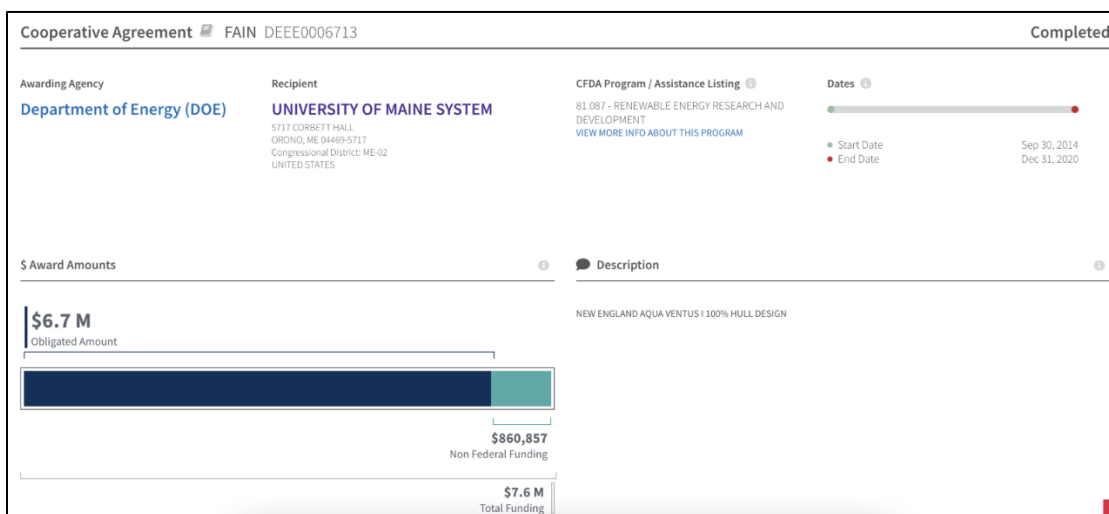 Cooperative Agreement FAIN DEEE0006713 Completed
Awarding Agency
Department of Energy (DOE)
Recipient
UNIVERSITY OF MAINE SYSTEM
5717 CORBETT HALL
ORONO, ME 04469-5717
Congressional District: ME-02
UNITED STATES
CFDA Program / Assistance Listing
81.087 - RENEWABLE ENERGY RESEARCH AND
DEVELOPMENT
VIEW MORE INFO ABOUT THIS PROGRAM
Dates
Start Date Sep 30, 2014
End Date Dec 31, 2020
$ Award Amounts
$6.7 M
Obligated Amount
$860,857
Non Federal Funding
$7.6 M
Total Funding
Description
NEW ENGLAND AQUA VENTUS I 100% HULL DESIGN